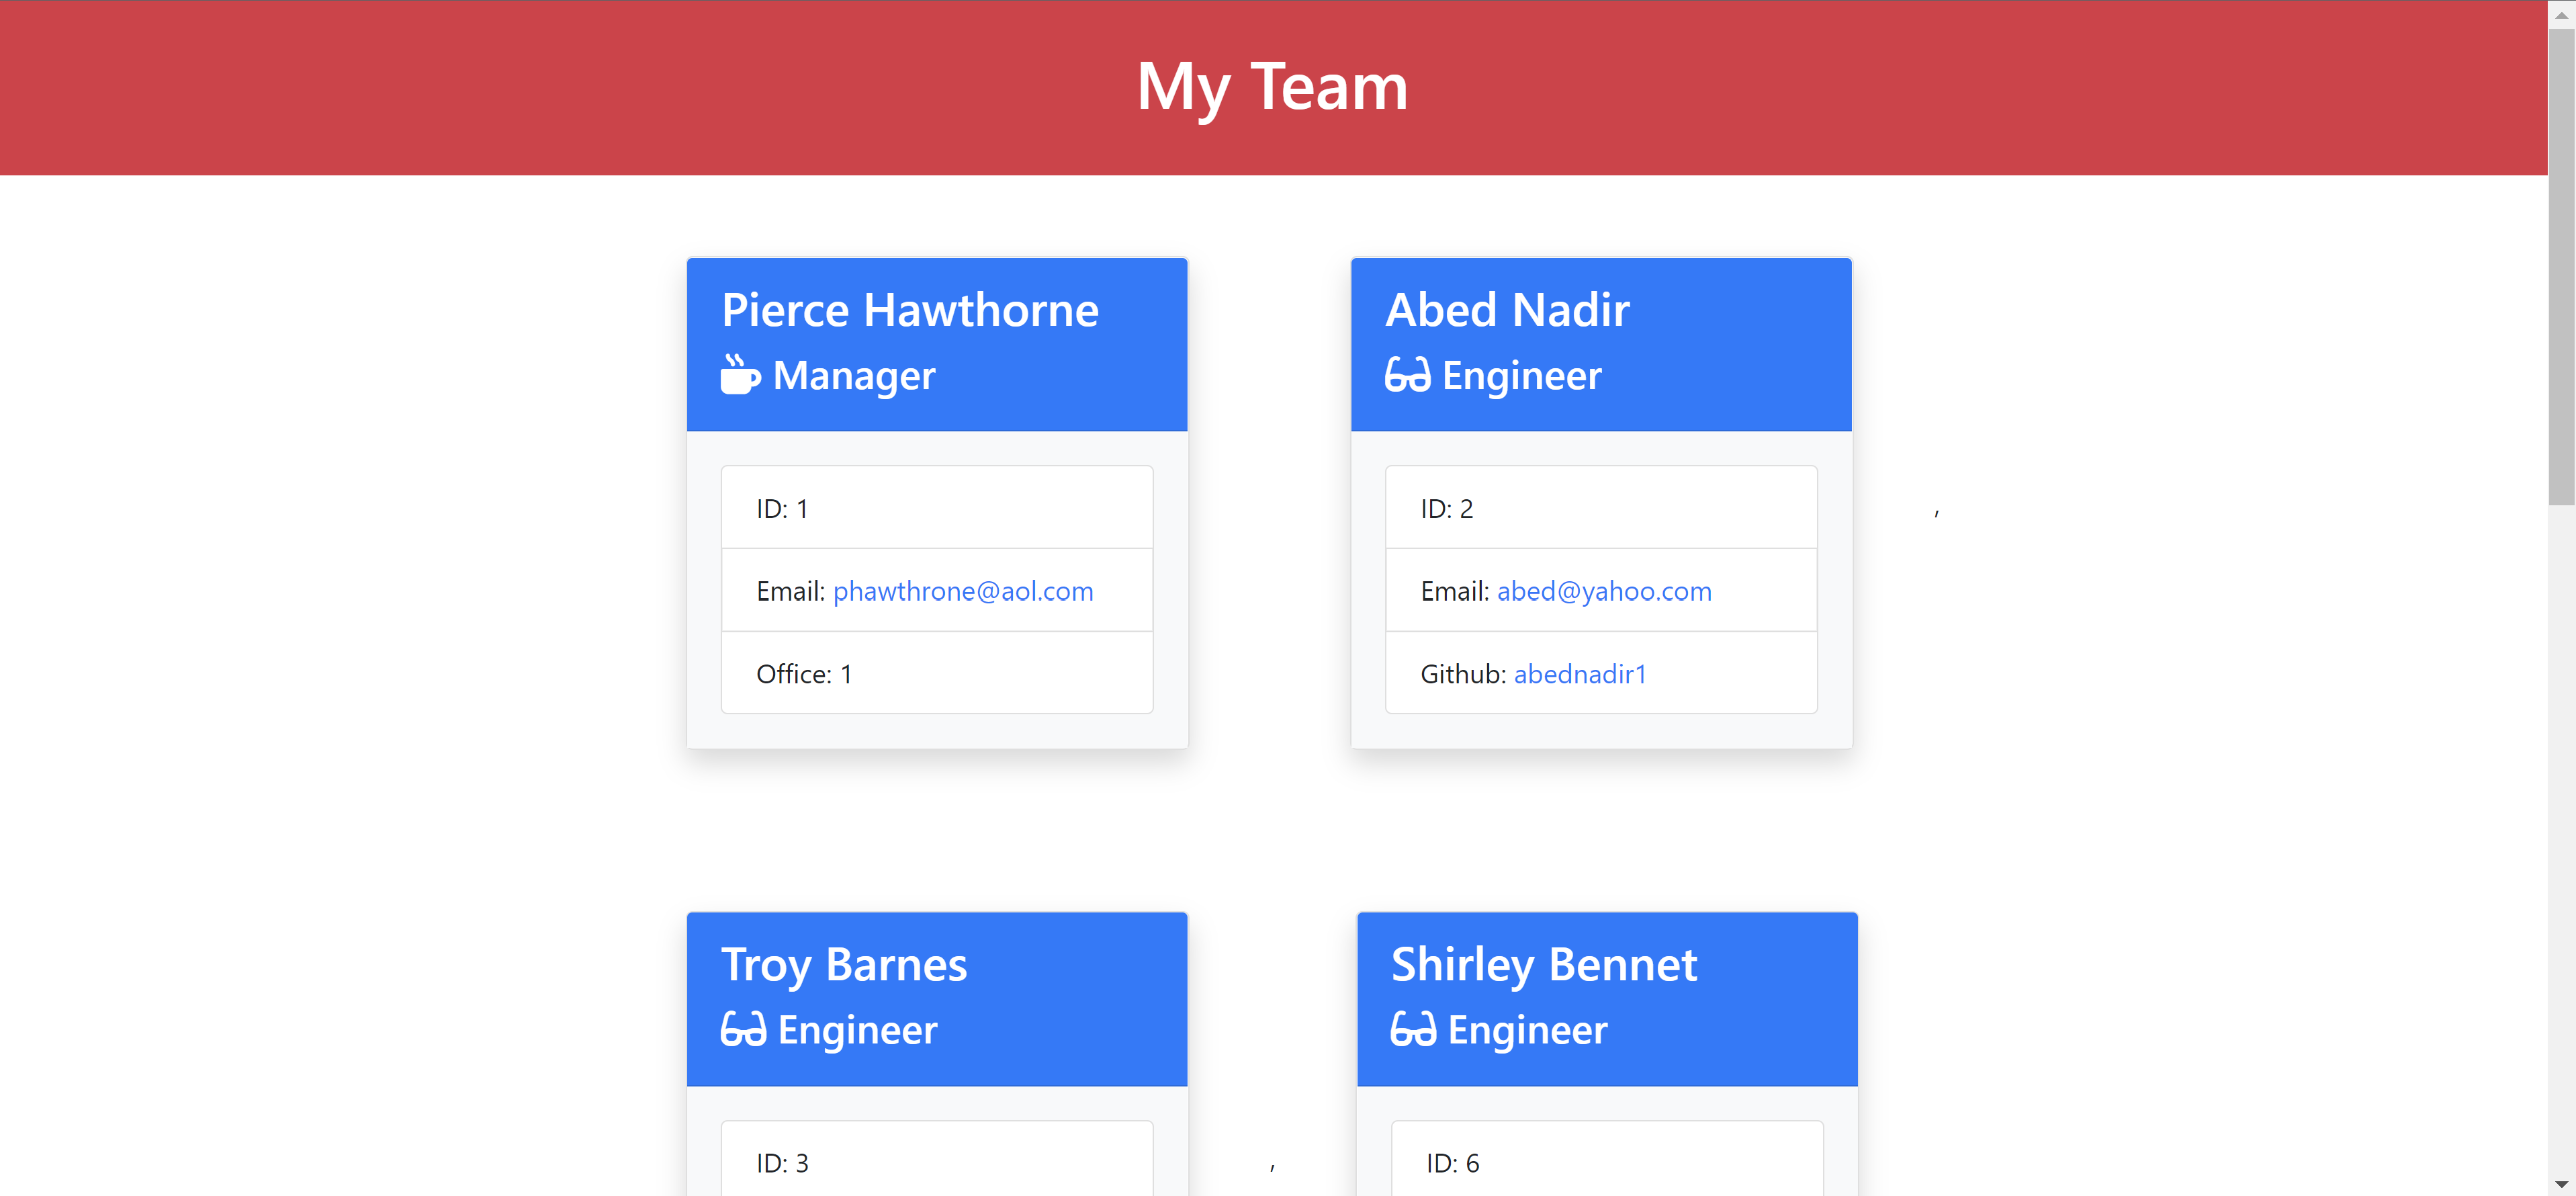 My Team
Pierce Hawthorne
Manager
ID: 1
Email: phawthrone@aol.com
Office: 1
Abed Nadir
Engineer
ID: 2
Email: abed@yahoo.com
Github: abednadir1
,
Troy Barnes
Engineer
ID: 3
,
Shirley Bennet
Engineer
ID: 6